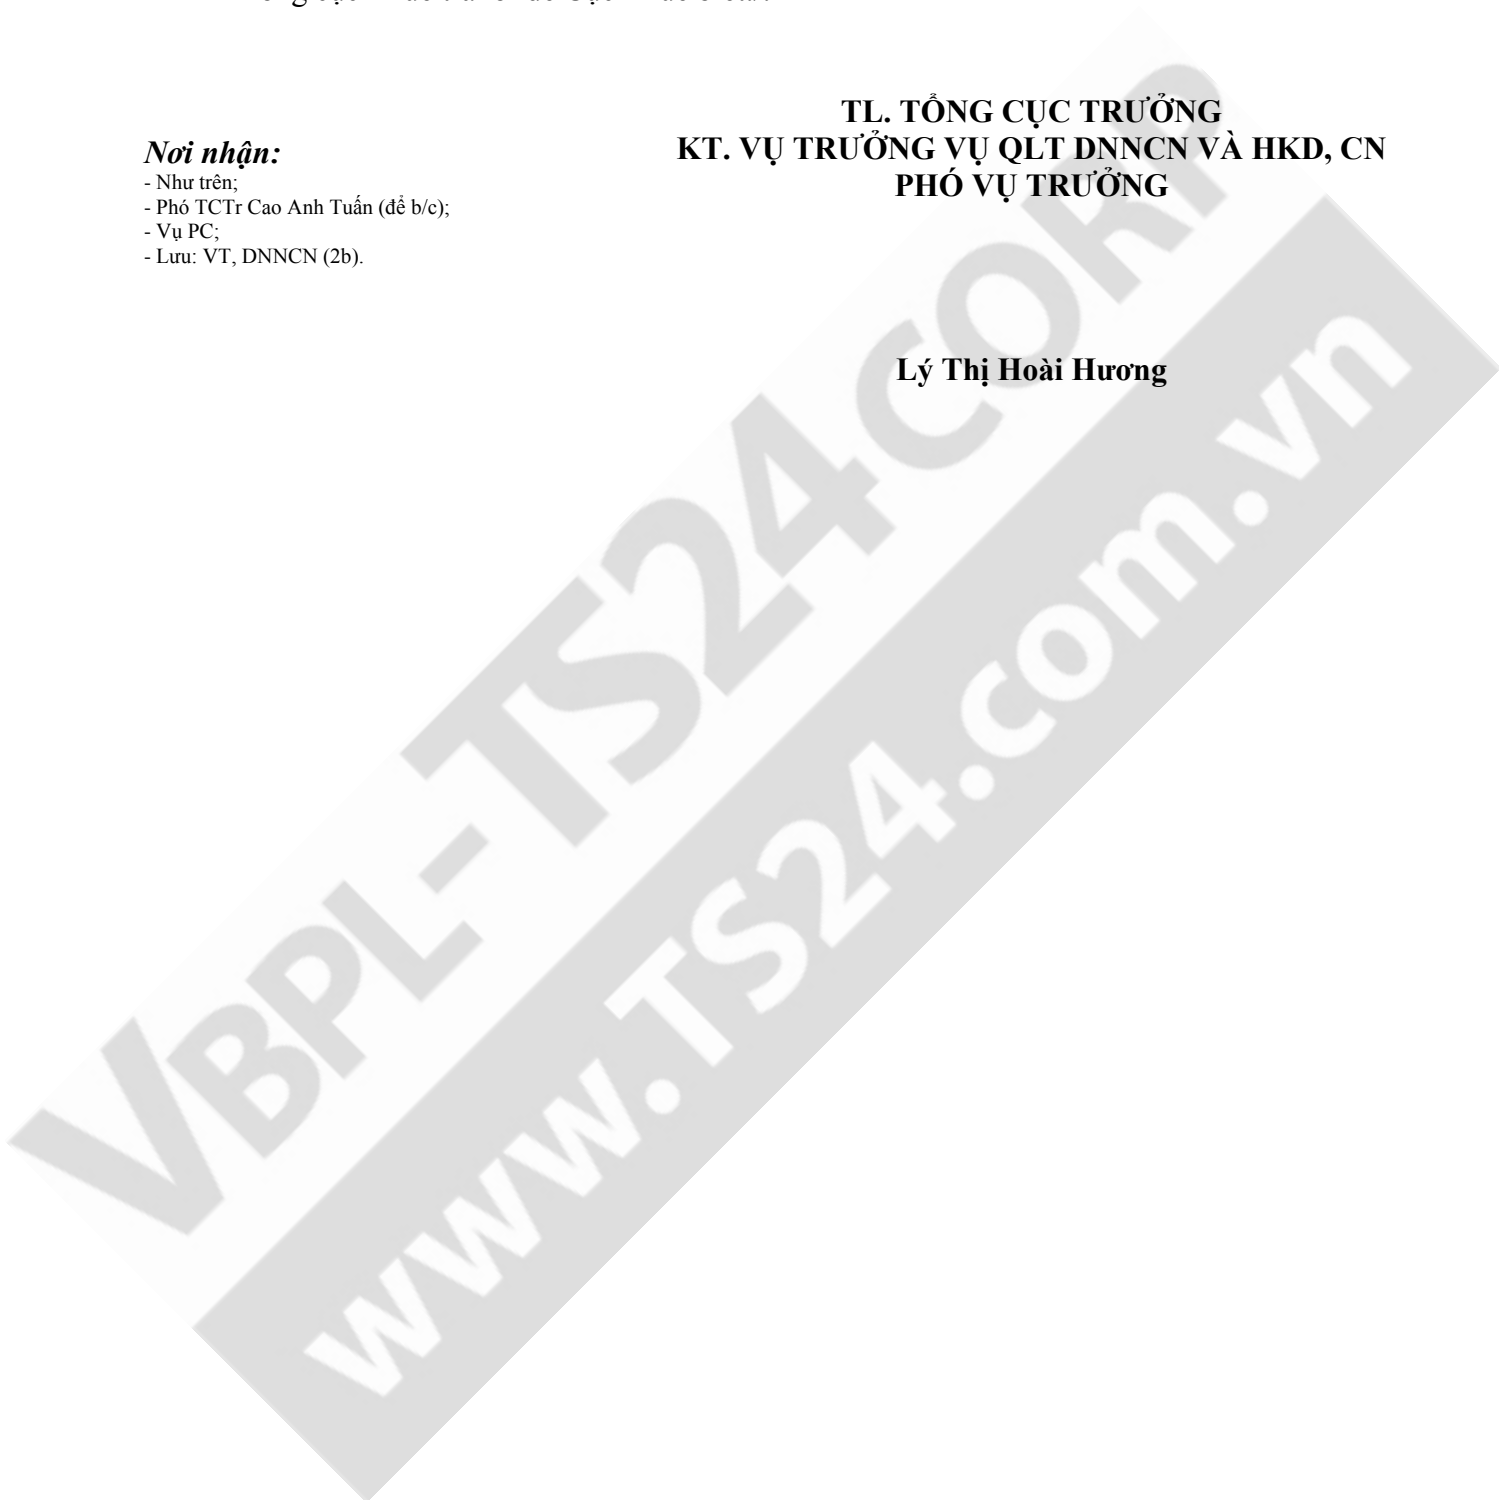 Nơi nhận:
- Như trên;
- Phó TCTr Cao Anh Tuấn (để b/c);
- Vụ PC;
- Lưu: VT, DNNCN (2b).
TL. TỔNG CỤC TRƯỞNG
KT. VỤ TRƯỞNG VỤ QLT DNNCN VÀ HKD, CN
PHÓ VỤ TRƯỞNG
Lý Thị Hoài Hương
VBPL-TS24CORP
www.TS24.com.vn